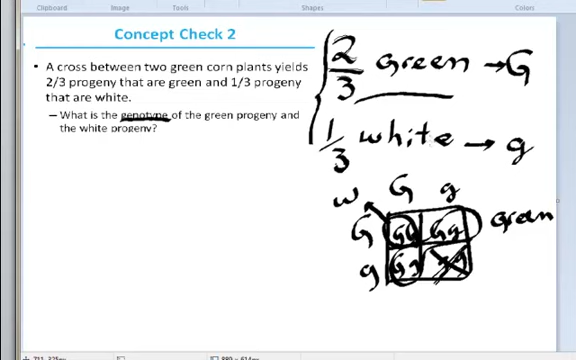 Image
Tools
Shapes
Colors
Concept Check 2
• A cross between two green corn plants yields
2/3 progeny that are green and 1/3 progeny
that are white.
– What is the genotype of the green progeny and
the white progeny?
2/3 green → G
1/3 white → g
w G g
G GG Gg green
g Gg